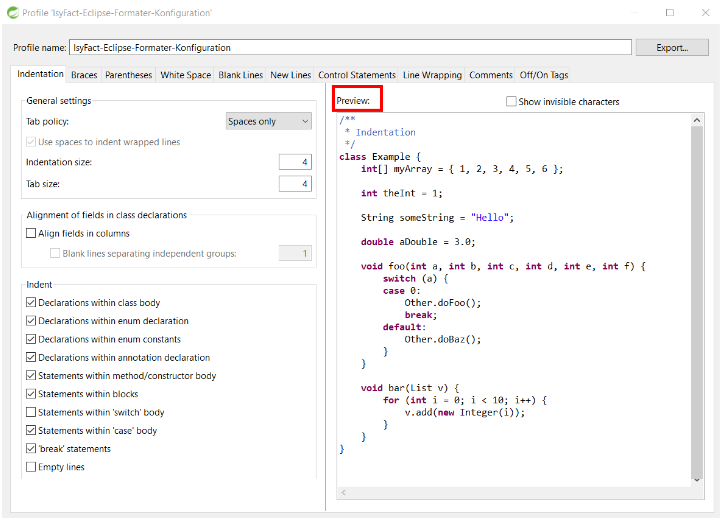 Profile 'IsyFact-Eclipse-Formater-Konfiguration'
Profile name: IsyFact-Eclipse-Formater-Konfiguration Export...
Indentation Braces Parentheses White Space Blank Lines New Lines Control Statements Line Wrapping Comments Off/On Tags
General settings
Tab policy: Spaces only
Use spaces to indent wrapped lines
Indentation size: 4
Tab size: 4
Alignment of fields in class declarations
Align fields in columns
Blank lines separating independent groups: 1
Indent
Declarations within class body
Declarations within enum declaration
Declarations within enum constants
Declarations within annotation declaration
Statements within method/constructor body
Statements within blocks
Statements within 'switch' body
Statements within 'case' body
'break' statements
Empty lines
Preview: Show invisible characters
/**
 * Indentation
 */
class Example {
    int[] myArray = { 1, 2, 3, 4, 5, 6 };
    int theInt = 1;
    String someString = "Hello";
    double aDouble = 3.0;
    void foo(int a, int b, int c, int d, int e, int f) {
        switch (a) {
        case 0:
            Other.doFoo();
            break;
        default:
            Other.doBaz();
        }
    }
    void bar(List v) {
        for (int i = 0; i < 10; i++) {
            v.add(new Integer(i));
        }
    }
}